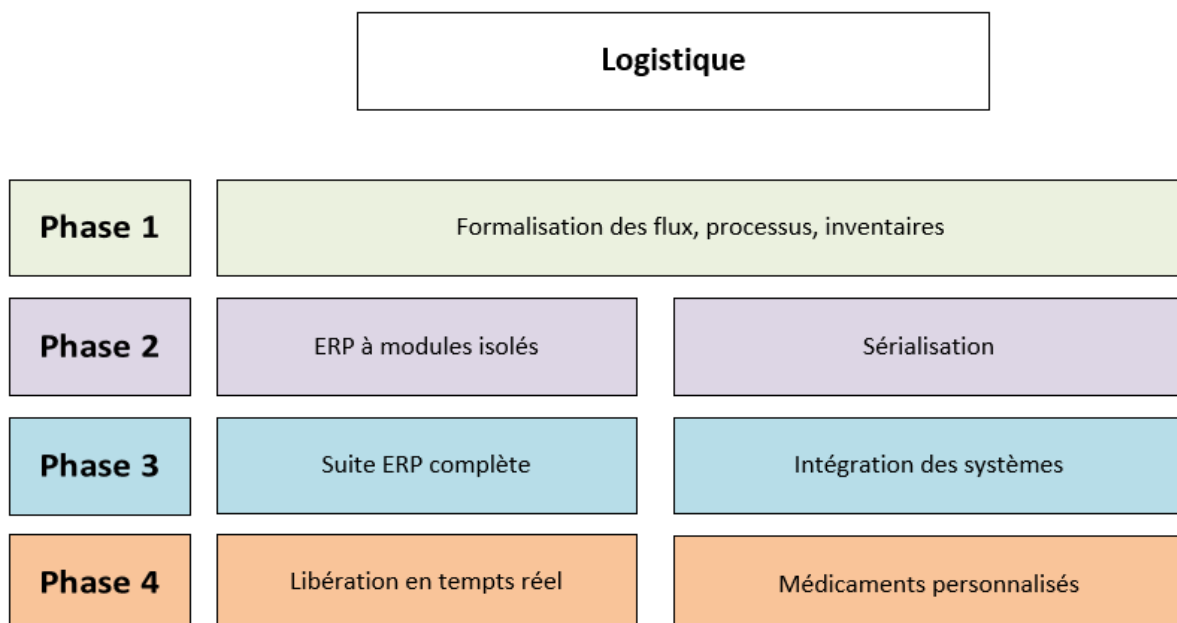 Logistique
Phase 1
Formalisation des flux, processus, inventaires
Phase 2
ERP à modules isolés
Sérialisation
Phase 3
Suite ERP complète
Intégration des systèmes
Phase 4
Libération en tempts réel
Médicaments personnalisés